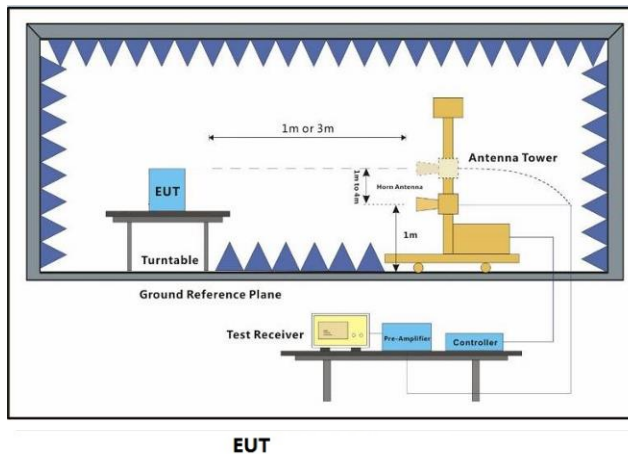 1m or 3m
Antenna Tower
1m to 4m
Horn Antenna
EUT
1m
Turntable
Ground Reference Plane
Test Receiver
Pre-Amplifier
Controller
EUT